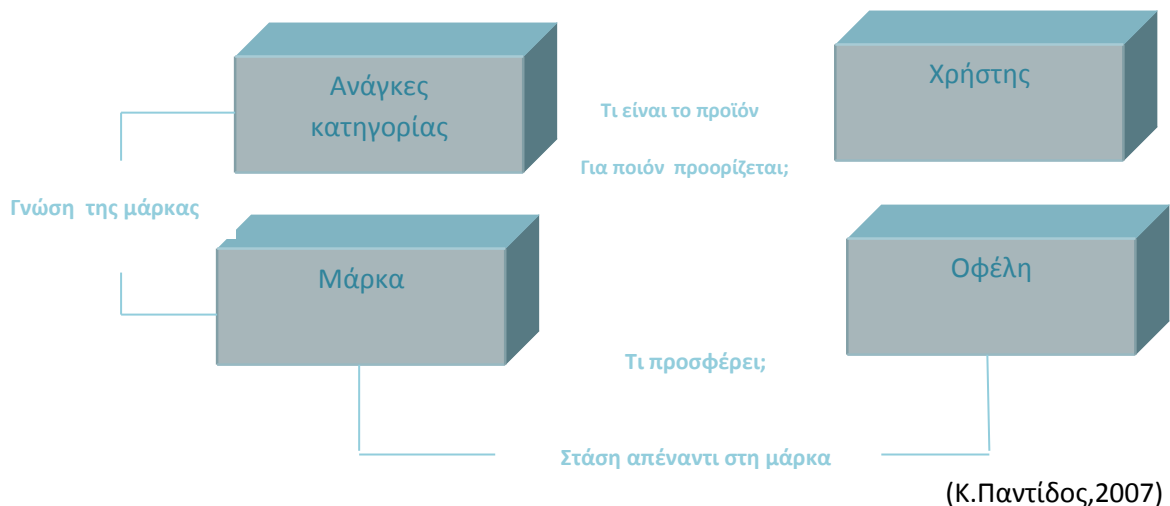 Ανάγκες
κατηγορίας
Χρήστης
Τι είναι το προϊόν
Για ποιόν προορίζεται;
Γνώση της μάρκας
Μάρκα
Οφέλη
Τι προσφέρει;
Στάση απέναντι στη μάρκα
(Κ.Παντίδος,2007)